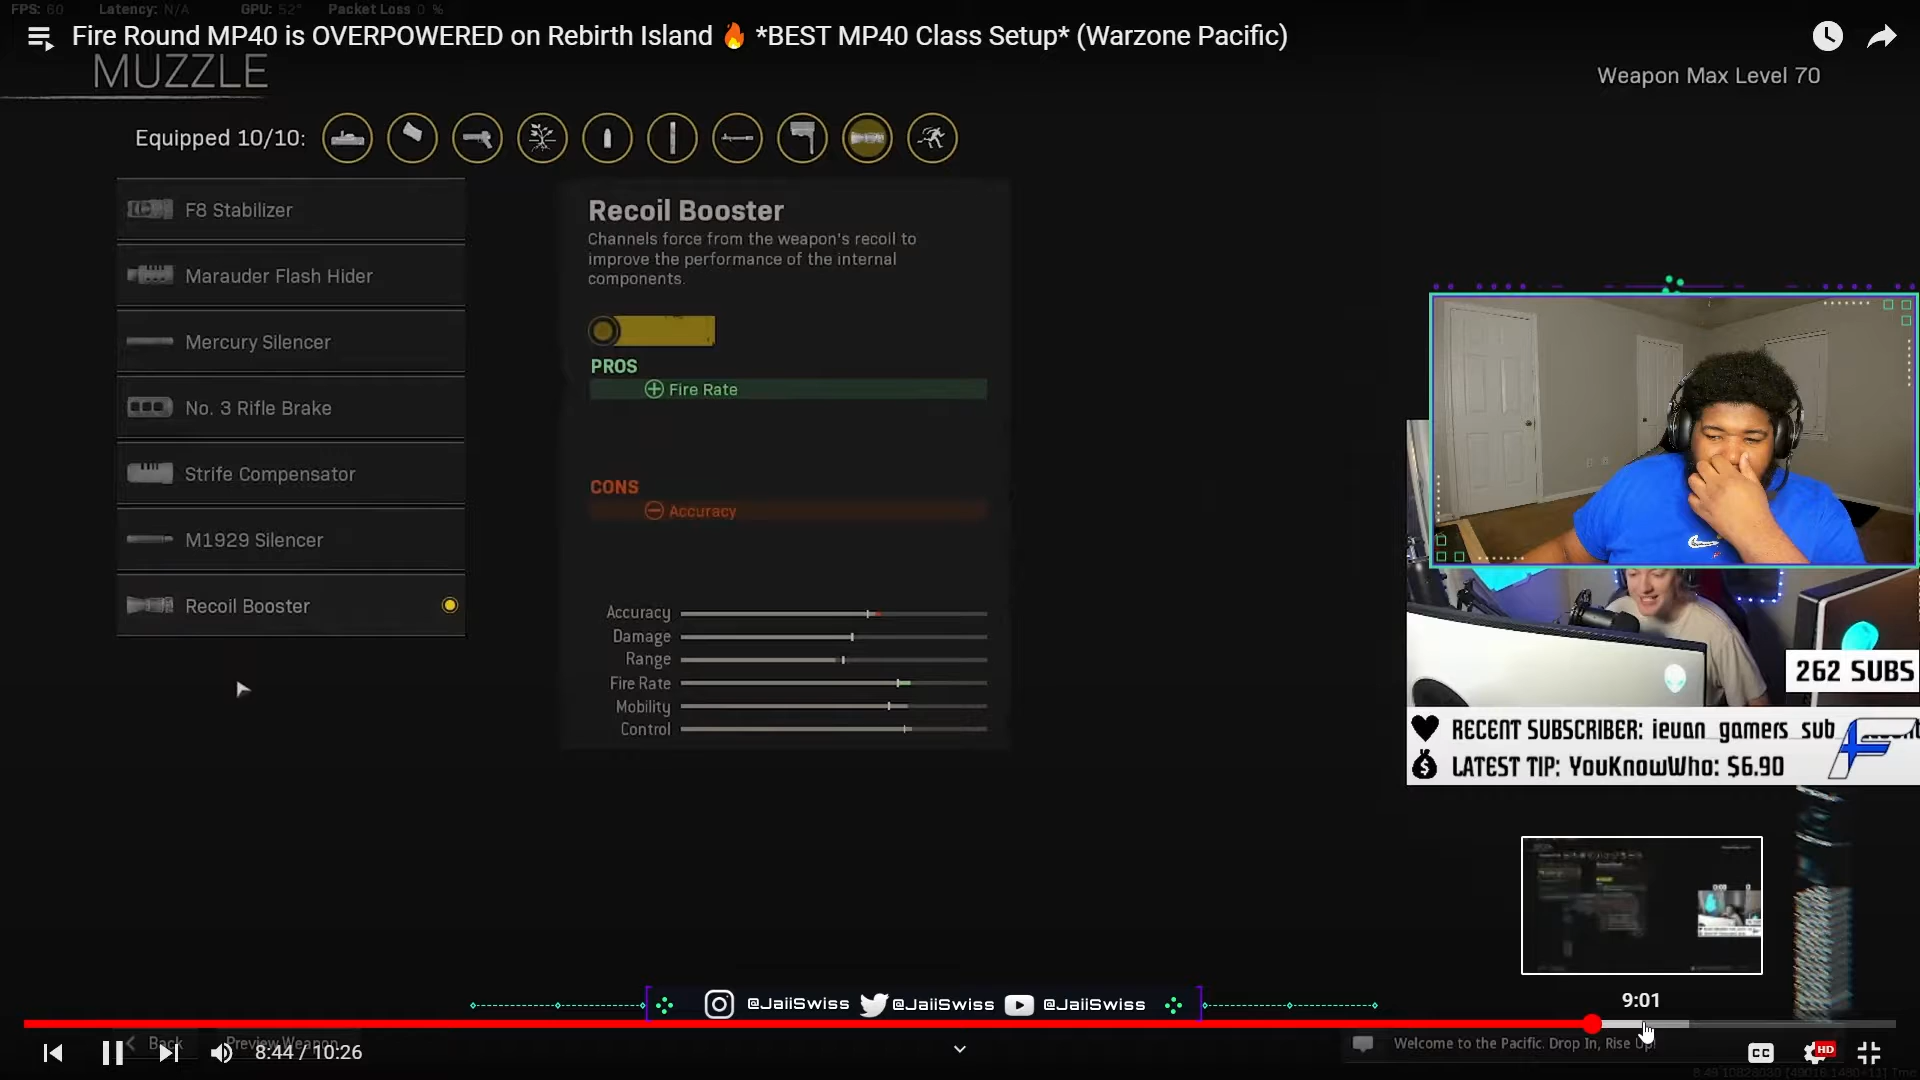 FPS: 60 Latency: N/A GPU: 52° Packet Loss 0 %
Fire Round MP40 is OVERPOWERED on Rebirth Island 🔥 *BEST MP40 Class Setup* (Warzone Pacific)
MUZZLE
Weapon Max Level 70
Equipped 10/10:
F8 Stabilizer
Marauder Flash Hider
Mercury Silencer
No. 3 Rifle Brake
Strife Compensator
M1929 Silencer
Recoil Booster
Recoil Booster
Channels force from the weapon's recoil to
improve the performance of the internal
components.
PROS
Fire Rate
CONS
Accuracy
Accuracy
Damage
Range
Fire Rate
Mobility
Control
262 SUBS
RECENT SUBSCRIBER: ievan_gamers_sub
LATEST TIP: YouKnowWho: $6.90
@JaiiSwiss @JaiiSwiss @JaiiSwiss
9:01
Back Preview Weapon
8:44 / 10:26
Welcome to the Pacific. Drop In, Rise Up!
CC
HD